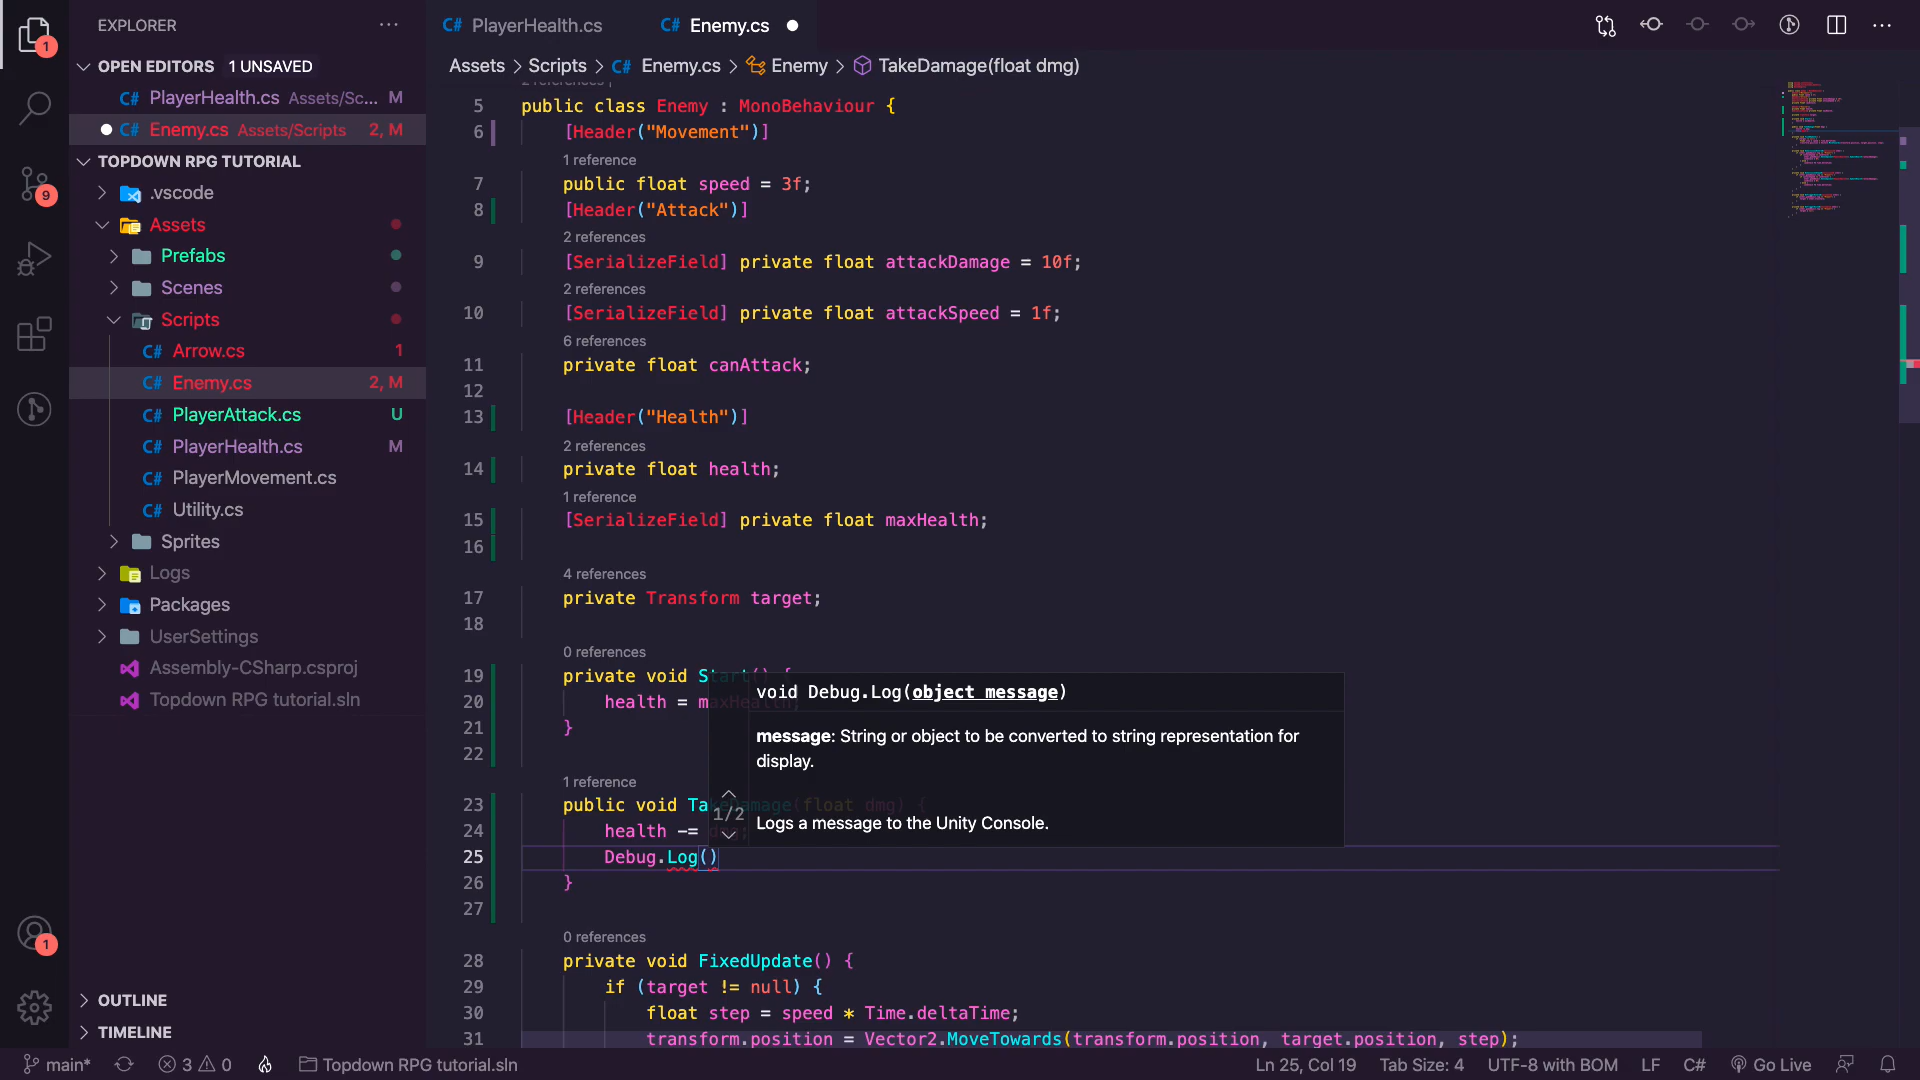 EXPLORER
OPEN EDITORS 1 UNSAVED
C# PlayerHealth.cs Assets/Sc... M
C# Enemy.cs Assets/Scripts 2, M
TOPDOWN RPG TUTORIAL
.vscode
Assets
Prefabs
Scenes
Scripts
C# Arrow.cs 1
C# Enemy.cs 2, M
C# PlayerAttack.cs U
C# PlayerHealth.cs M
C# PlayerMovement.cs
C# Utility.cs
Sprites
Logs
Packages
UserSettings
Assembly-CSharp.csproj
Topdown RPG tutorial.sln
OUTLINE
TIMELINE
1
9
1
C# PlayerHealth.cs C# Enemy.cs
Assets > Scripts > C# Enemy.cs > Enemy > TakeDamage(float dmg)
5 public class Enemy : MonoBehaviour {
6 [Header("Movement")]
1 reference
7 public float speed = 3f;
8 [Header("Attack")]
2 references
9 [SerializeField] private float attackDamage = 10f;
2 references
10 [SerializeField] private float attackSpeed = 1f;
6 references
11 private float canAttack;
12
13 [Header("Health")]
2 references
14 private float health;
1 reference
15 [SerializeField] private float maxHealth;
16
4 references
17 private Transform target;
18
0 references
19 private void Start() {
20 health = maxHealth;
21 }
22
1 reference
23 public void TakeDamage(float dmg) {
24 health -= dmg;
25 Debug.Log()
26 }
27
0 references
28 private void FixedUpdate() {
29 if (target != null) {
30 float step = speed * Time.deltaTime;
31 transform.position = Vector2.MoveTowards(transform.position, target.position, step);
void Debug.Log(object message)
message: String or object to be converted to string representation for
display.
1/2
Logs a message to the Unity Console.
main* 3 0 Topdown RPG tutorial.sln Ln 25, Col 19 Tab Size: 4 UTF-8 with BOM LF C# Go Live